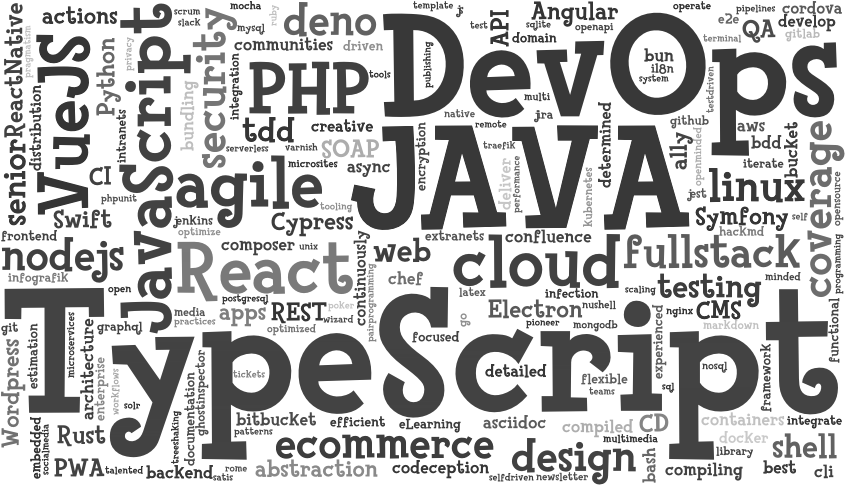 seniorReactNative
pragmatism
distribution
actions
VueJS
Python
privacy
intranets
CI
phpunit
Swift
JavaScript
scrum
slack
bundling
security
mocha
mysql
ruby
communities
integration
deno
driven
PHP
tools
tdd
creative
serverless
varnish
SOAP
microsites
async
agile
tooling
jenkins
optimize
Cypress
template
js
publishing
DevOps
test
sqlite
API
Angular
openapi
domain
bun
i18n
system
operate
pipelines
cordova
e2e
QA
develop
gitlab
terminal
testdriven
multi
native
jra
remote
traefik
encryption
JAVA
deliver
performance
kubernetes
determined
github
ally
openminded
aws
bdd
bucket
iterate
jest
linux
coverage
opensource
Symfony
self
hackmd
programming
frontend
nodejs
infografik
open
composer
unix
React
postgresql
continuously
web
chef
pairprogramming
extranets
confluence
cloud
fullstack
latex
infection
scaling
testing
minded
media
practices
apps
REST
poker
wizard
optimized
TypeScript
focused
go
Electron
nushell
pioneer
mongodb
experienced
nginx
CMS
markdown
functional
git
estimation
microservices
graphql
Wordpress
architecture
enterprise
workflows
solr
tickets
detailed
flexible
teams
sql
nosql
framework
embedded
socialmedia
Rust
PWA
talented
treeshaking
documentation
ghostinspector
backend
satis
bitbucket
patterns
rome
efficient
eLearning
ecommerce
abstraction
codeception
asciidoc
selfdriven
newsletter
design
compiled
CD
multimedia
bash
containers
docker
library
compiling
integrate
shell
best
cli